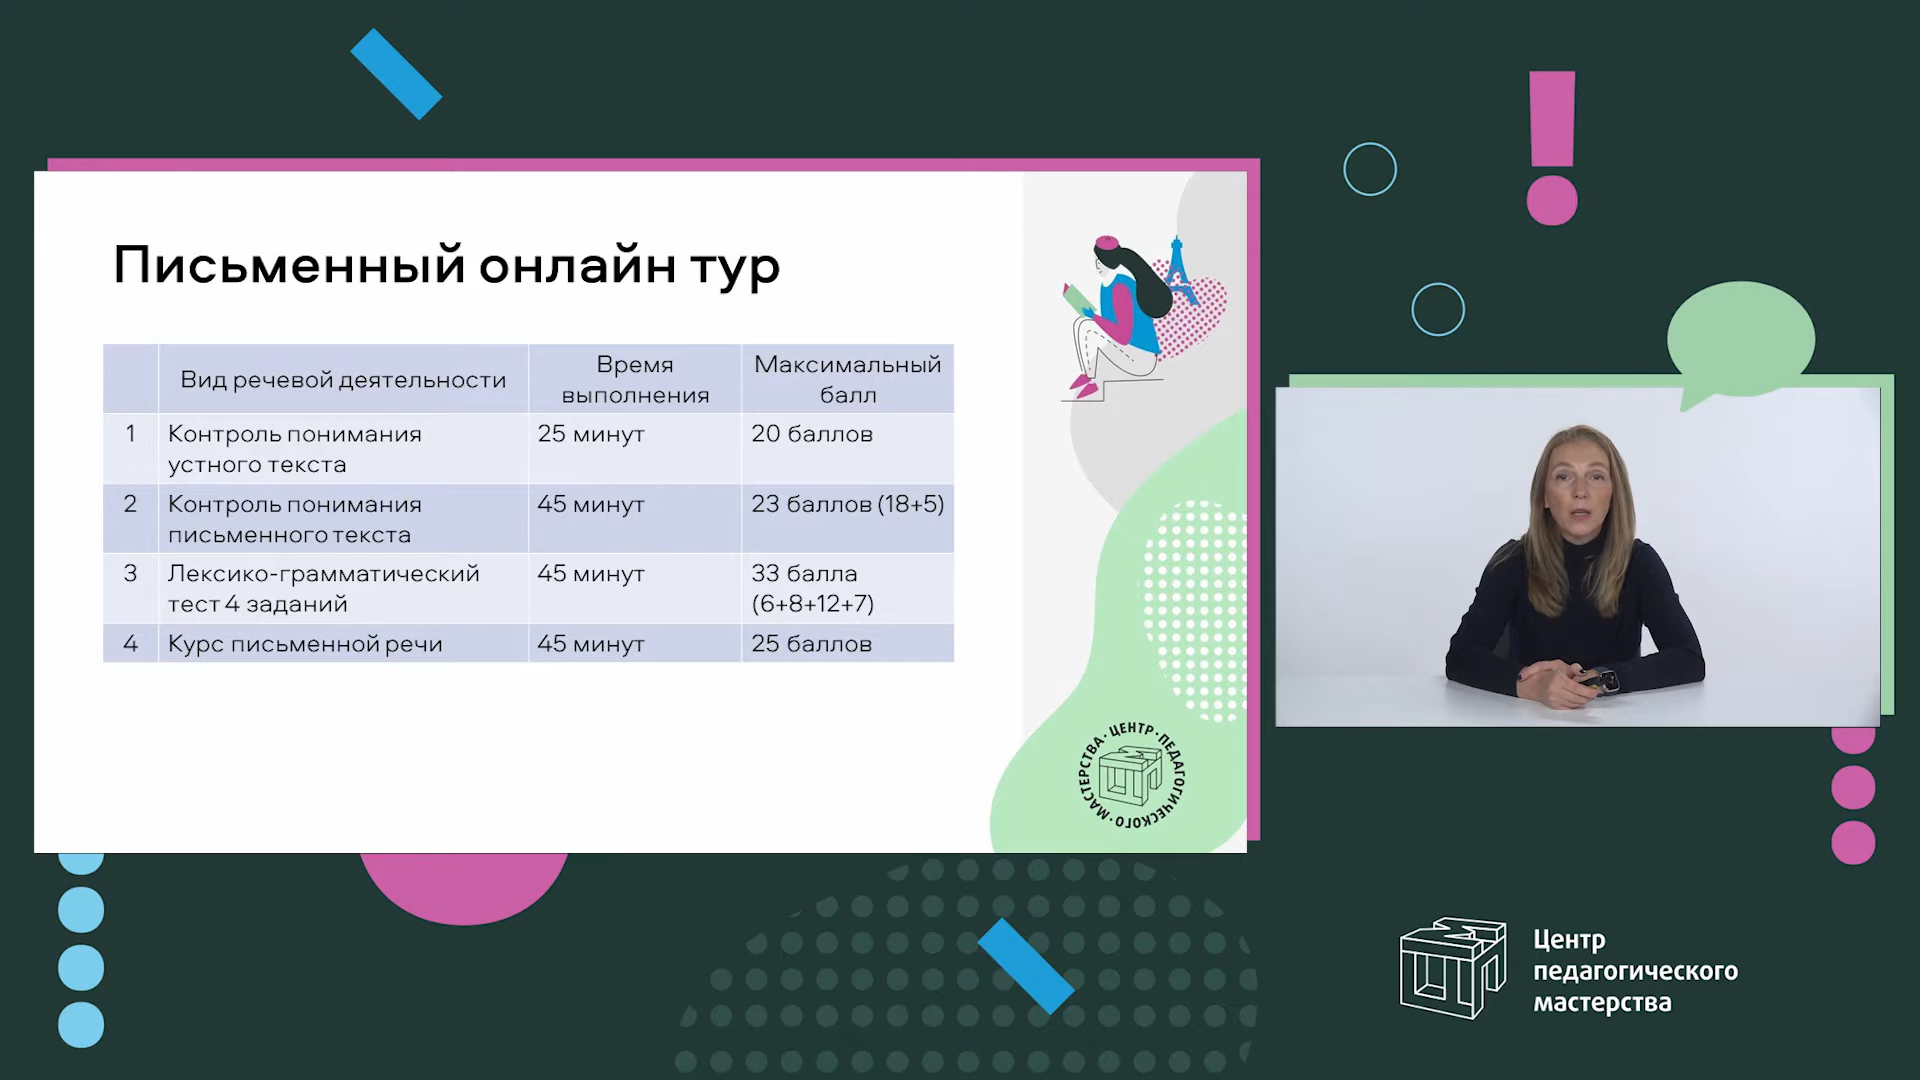 Письменный онлайн тур
Вид речевой деятельности
Время
выполнения
Максимальный
балл
1
Контроль понимания
устного текста
25 минут
20 баллов
2
Контроль понимания
письменного текста
45 минут
23 баллов (18+5)
3
Лексико-грамматический
тест 4 заданий
45 минут
33 балла
(6+8+12+7)
4
Курс письменной речи
45 минут
25 баллов
ЦЕНТР · ПЕДАГОГИЧЕСКОГО · МАСТЕРСТВА ·
Центр
педагогического
мастерства